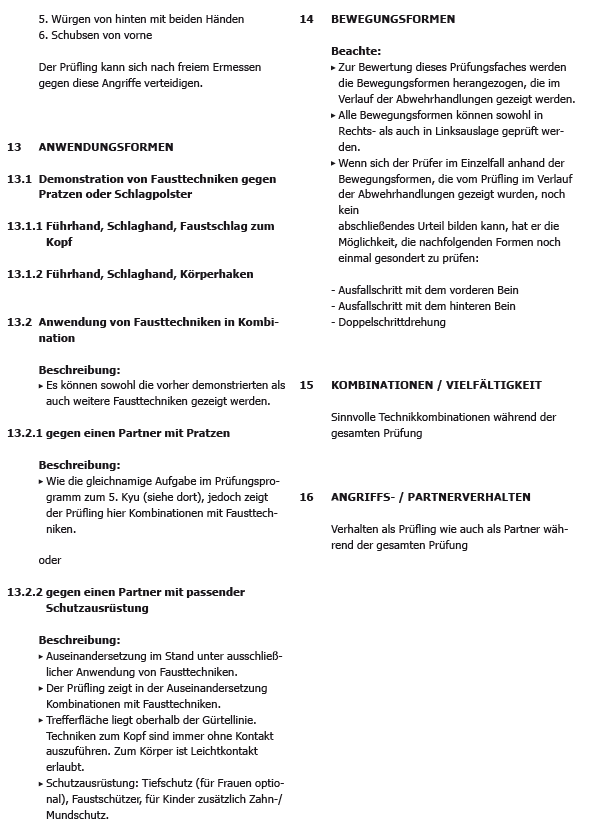 5. Würgen von hinten mit beiden Händen
6. Schubsen von vorne
Der Prüfling kann sich nach freiem Ermessen
gegen diese Angriffe verteidigen.
13 ANWENDUNGSFORMEN
13.1 Demonstration von Fausttechniken gegen
Pratzen oder Schlagpolster
13.1.1 Führhand, Schlaghand, Faustschlag zum
Kopf
13.1.2 Führhand, Schlaghand, Körperhaken
13.2 Anwendung von Fausttechniken in Kombi-
nation
Beschreibung:
▸ Es können sowohl die vorher demonstrierten als
auch weitere Fausttechniken gezeigt werden.
13.2.1 gegen einen Partner mit Pratzen
Beschreibung:
▸ Wie die gleichnamige Aufgabe im Prüfungspro-
gramm zum 5. Kyu (siehe dort), jedoch zeigt
der Prüfling hier Kombinationen mit Fausttech-
niken.
oder
13.2.2 gegen einen Partner mit passender
Schutzausrüstung
Beschreibung:
▸ Auseinandersetzung im Stand unter ausschließ-
licher Anwendung von Fausttechniken.
▸ Der Prüfling zeigt in der Auseinandersetzung
Kombinationen mit Fausttechniken.
▸ Trefferfläche liegt oberhalb der Gürtellinie.
Techniken zum Kopf sind immer ohne Kontakt
auszuführen. Zum Körper ist Leichtkontakt
erlaubt.
▸ Schutzausrüstung: Tiefschutz (für Frauen optio-
nal), Faustschützer, für Kinder zusätzlich Zahn-/
Mundschutz.
14 BEWEGUNGSFORMEN
Beachte:
▸ Zur Bewertung dieses Prüfungsfaches werden
die Bewegungsformen herangezogen, die im
Verlauf der Abwehrhandlungen gezeigt werden.
▸ Alle Bewegungsformen können sowohl in
Rechts- als auch in Linksauslage geprüft wer-
den.
▸ Wenn sich der Prüfer im Einzelfall anhand der
Bewegungsformen, die vom Prüfling im Verlauf
der Abwehrhandlungen gezeigt wurden, noch
kein
abschließendes Urteil bilden kann, hat er die
Möglichkeit, die nachfolgenden Formen noch
einmal gesondert zu prüfen:
- Ausfallschritt mit dem vorderen Bein
- Ausfallschritt mit dem hinteren Bein
- Doppelschrittdrehung
15 KOMBINATIONEN / VIELFÄLTIGKEIT
Sinnvolle Technikkombinationen während der
gesamten Prüfung
16 ANGRIFFS- / PARTNERVERHALTEN
Verhalten als Prüfling wie auch als Partner wäh-
rend der gesamten Prüfung